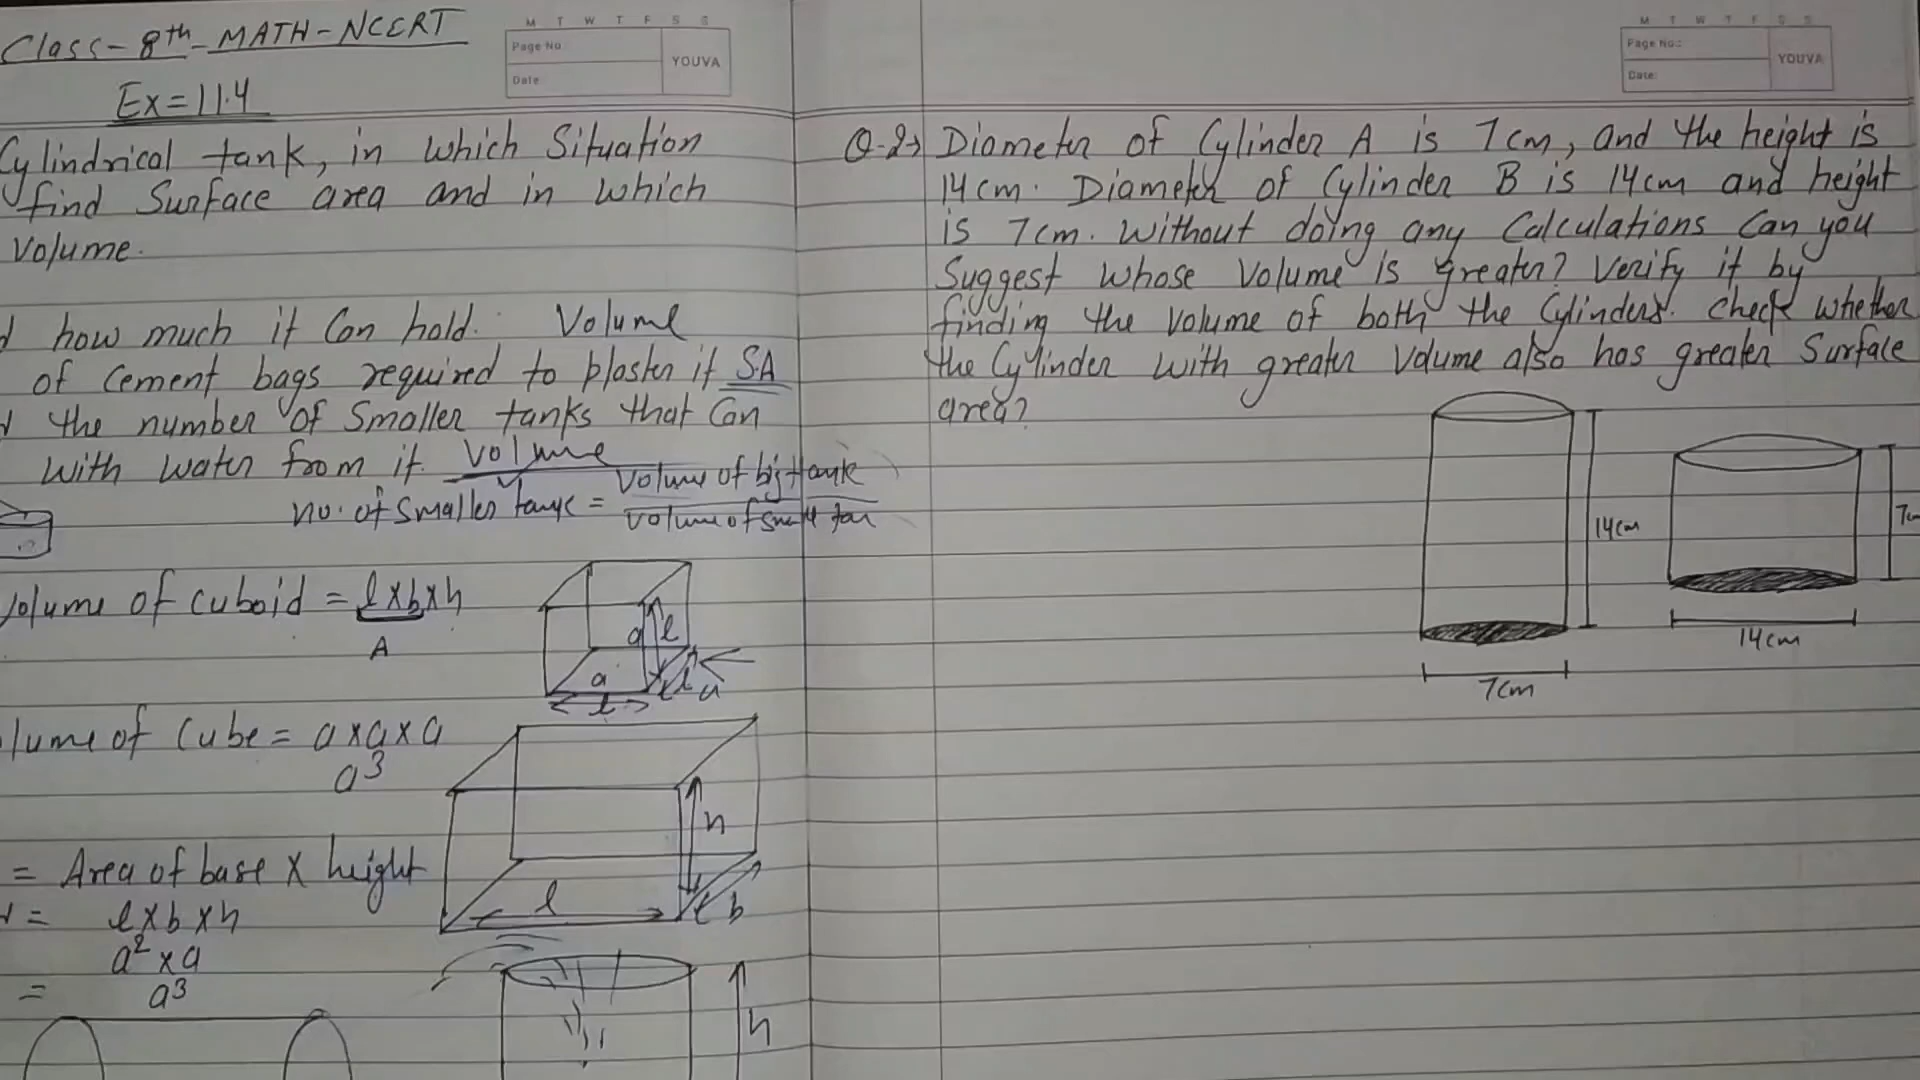 Class-8th-MATH-NCERT
Ex=11.4
M T W T F S S
Page No
Date
YOUVA
Cylindrical tank, in which Situation
find Surface area and in which
Volume.
how much it Can hold. Volume
of Cement bags required to plaster it S.A
the number of Smaller tanks that Can
with water from it. Volume
no. of Smaller tank = Volume of big tank
Volume of small tan
Volume of cuboid = l×b×h
A
a l
a
l
lume of Cube = a×a×a
a³
h
= Area of base × height
= l×b×h
l b
a²×a
= a³
h
M T W T F S S
Page No.:
Date:
YOUVA
Q-2→ Diameter of Cylinder A is 7cm, and the height is
14cm. Diameter of Cylinder B is 14cm and height
is 7cm. Without doing any Calculations Can you
Suggest whose Volume is greater? Verify it by
finding the volume of both the Cylinders. Check whether
the Cylinder with greater Volume also has greater Surface
area?
14cm
7cm
7cm
14cm